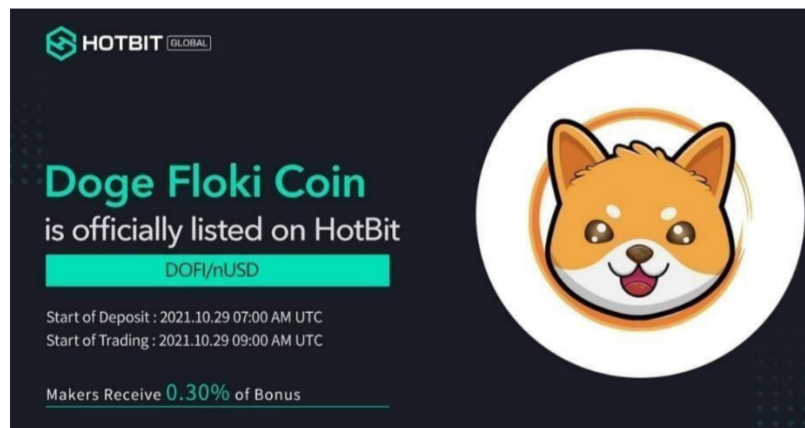 HOTBIT GLOBAL
Doge Floki Coin
is officially listed on HotBit
DOFI/nUSD
Start of Deposit : 2021.10.29 07:00 AM UTC
Start of Trading : 2021.10.29 09:00 AM UTC
Makers Receive 0.30% of Bonus